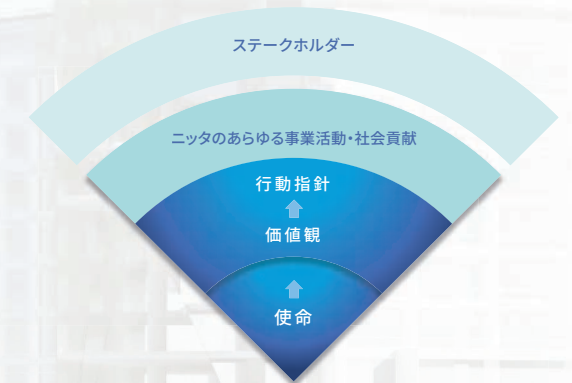 ステークホルダー
ニッタのあらゆる事業活動・社会貢献
行動指針
価値観
使命